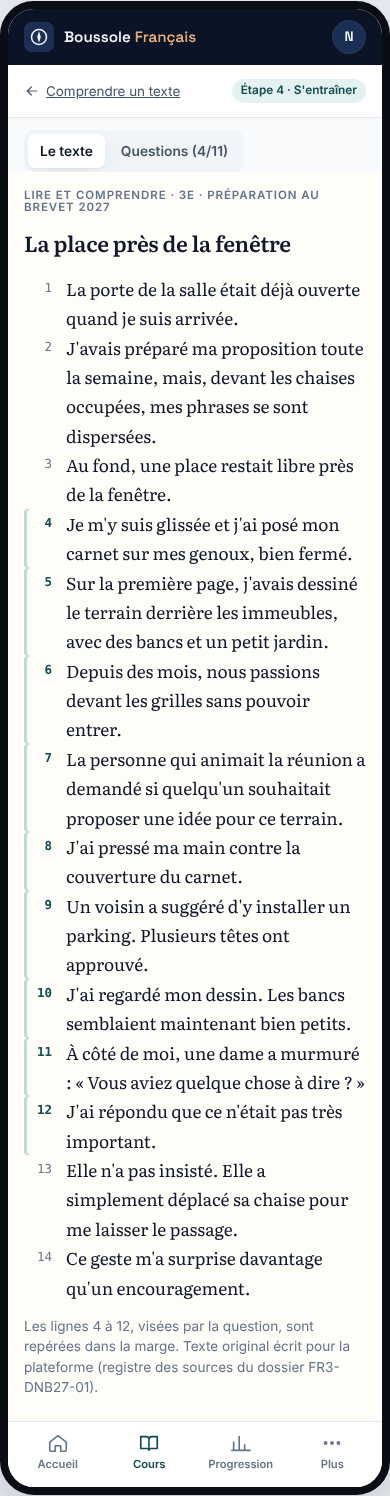 Boussole Français
N
← Comprendre un texte
Étape 4 · S'entraîner
Le texte
Questions (4/11)
LIRE ET COMPRENDRE · 3E · PRÉPARATION AU
BREVET 2027
La place près de la fenêtre
1 La porte de la salle était déjà ouverte
quand je suis arrivée.
2 J'avais préparé ma proposition toute
la semaine, mais, devant les chaises
occupées, mes phrases se sont
dispersées.
3 Au fond, une place restait libre près
de la fenêtre.
4 Je m'y suis glissée et j'ai posé mon
carnet sur mes genoux, bien fermé.
5 Sur la première page, j'avais dessiné
le terrain derrière les immeubles,
avec des bancs et un petit jardin.
6 Depuis des mois, nous passions
devant les grilles sans pouvoir
entrer.
7 La personne qui animait la réunion a
demandé si quelqu'un souhaitait
proposer une idée pour ce terrain.
8 J'ai pressé ma main contre la
couverture du carnet.
9 Un voisin a suggéré d'y installer un
parking. Plusieurs têtes ont
approuvé.
10 J'ai regardé mon dessin. Les bancs
semblaient maintenant bien petits.
11 À côté de moi, une dame a murmuré
: « Vous aviez quelque chose à dire ? »
12 J'ai répondu que ce n'était pas très
important.
13 Elle n'a pas insisté. Elle a
simplement déplacé sa chaise pour
me laisser le passage.
14 Ce geste m'a surprise davantage
qu'un encouragement.
Les lignes 4 à 12, visées par la question, sont
repérées dans la marge. Texte original écrit pour la
plateforme (registre des sources du dossier FR3-
DNB27-01).
Accueil
Cours
Progression
Plus